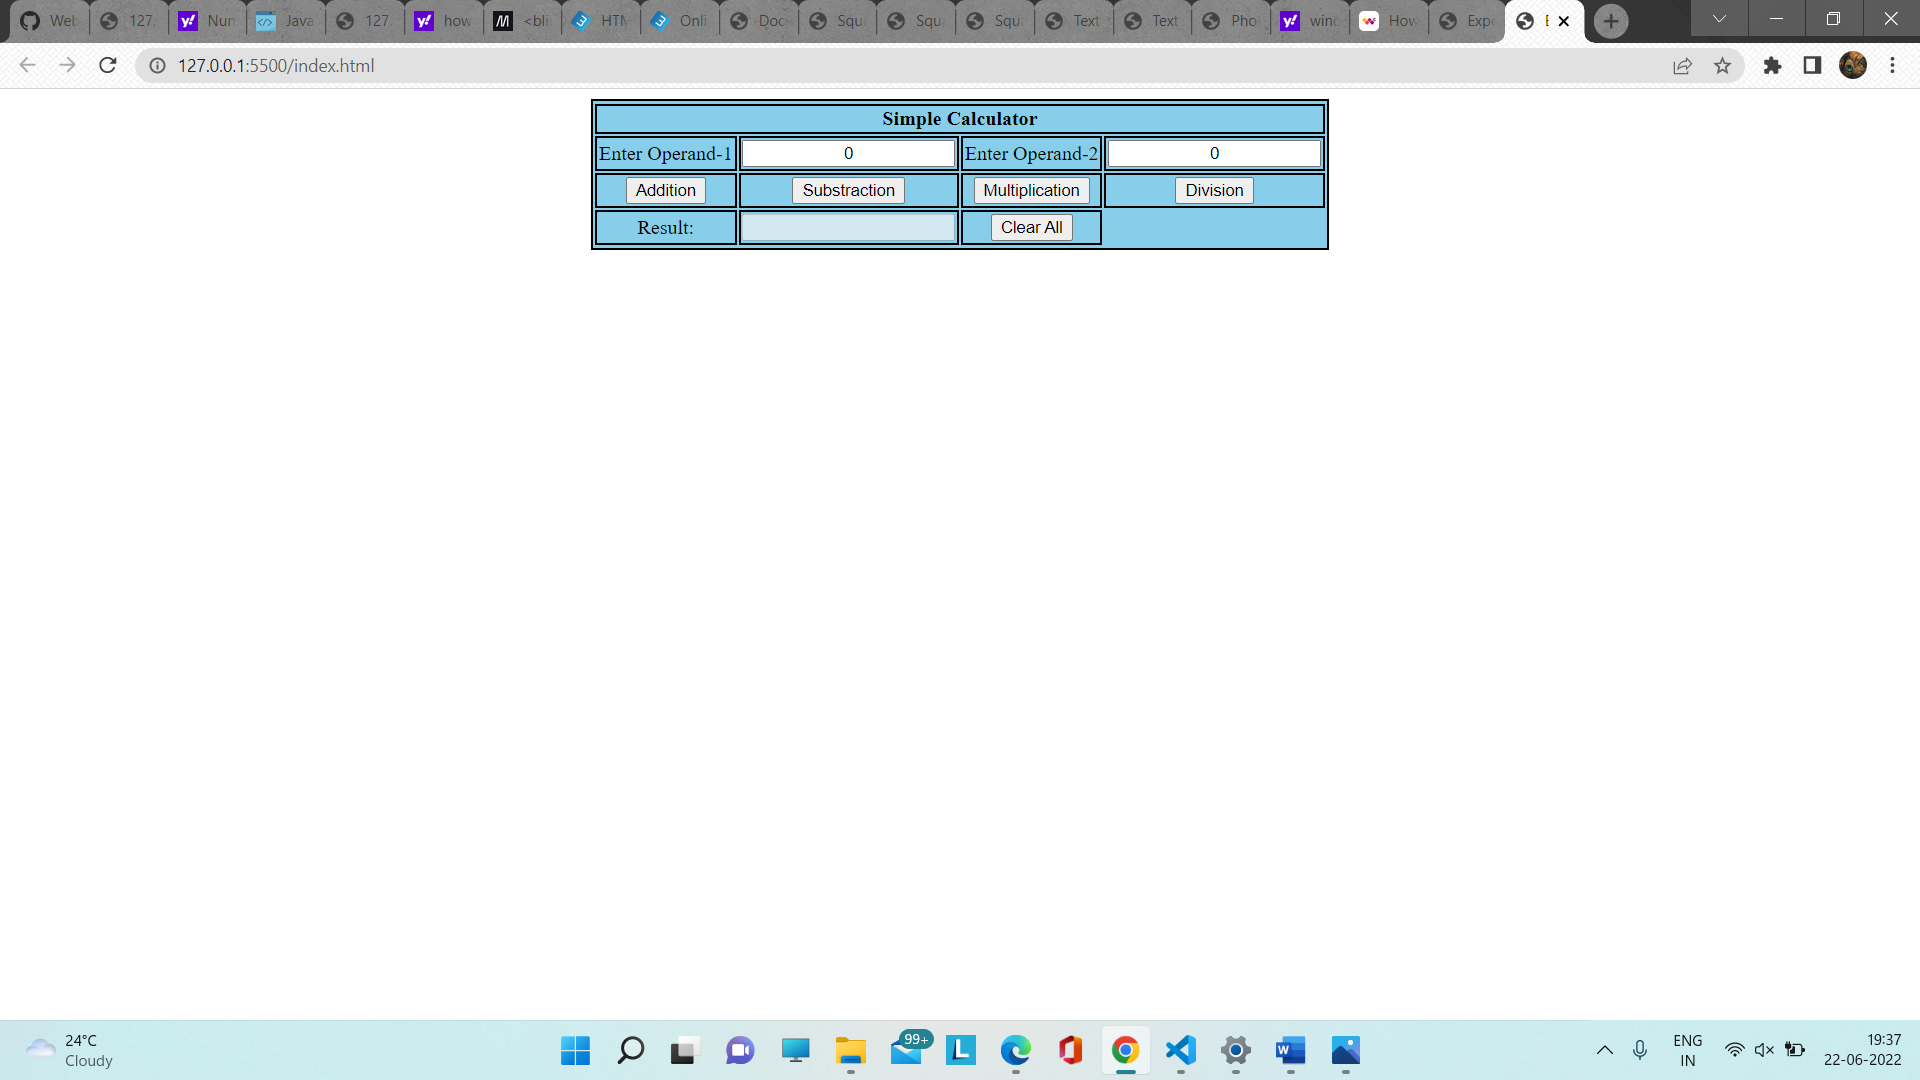 Web 127. Nun Java 127. how <bli HTM Onli Doc Squ Squ Squ Text Text Pho wind How Expe E
127.0.0.1:5500/index.html
Simple Calculator
Enter Operand-1 0 Enter Operand-2 0
Addition Substraction Multiplication Division
Result: Clear All
24°C
Cloudy
99+
ENG
IN
19:37
22-06-2022